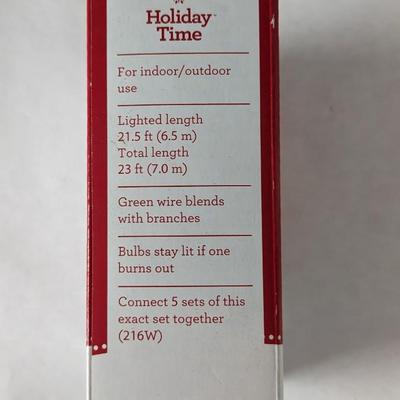 Holiday
Time™
For indoor/outdoor
use
Lighted length
21.5 ft (6.5 m)
Total length
23 ft (7.0 m)
Green wire blends
with branches
Bulbs stay lit if one
burns out
Connect 5 sets of this
exact set together
(216W)